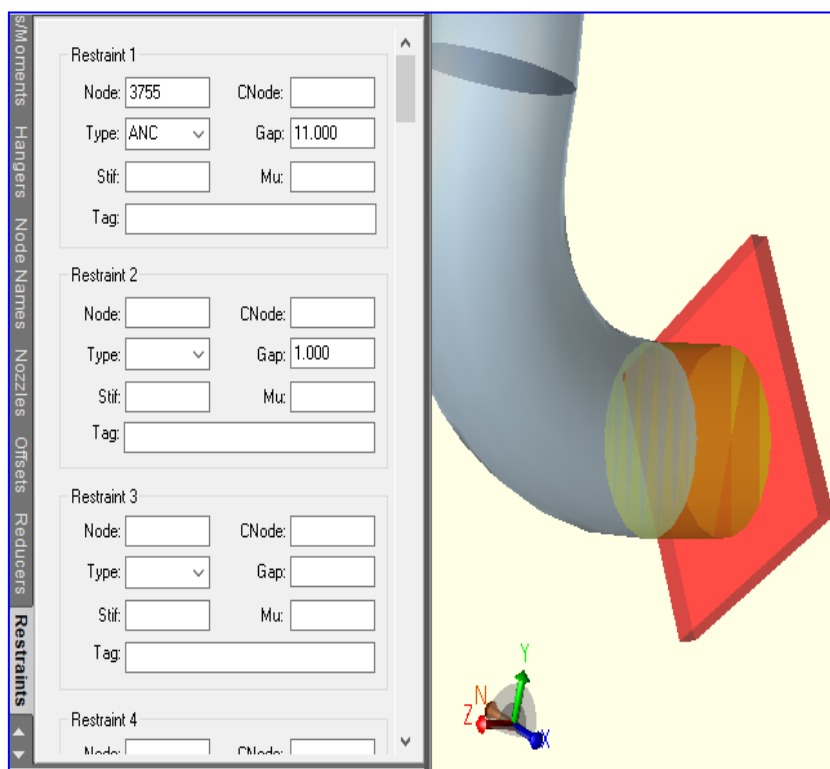 s/Moments
Hangers
Node Names
Nozzles
Offsets
Reducers
Restraints
Restraint 1
Node: 3755 CNode:
Type: ANC Gap: 11.000
Stif: Mu:
Tag:
Restraint 2
Node: CNode:
Type: Gap: 1.000
Stif: Mu:
Tag:
Restraint 3
Node: CNode:
Type: Gap:
Stif: Mu:
Tag:
Restraint 4
Node: CNode:
Y
N
Z
X